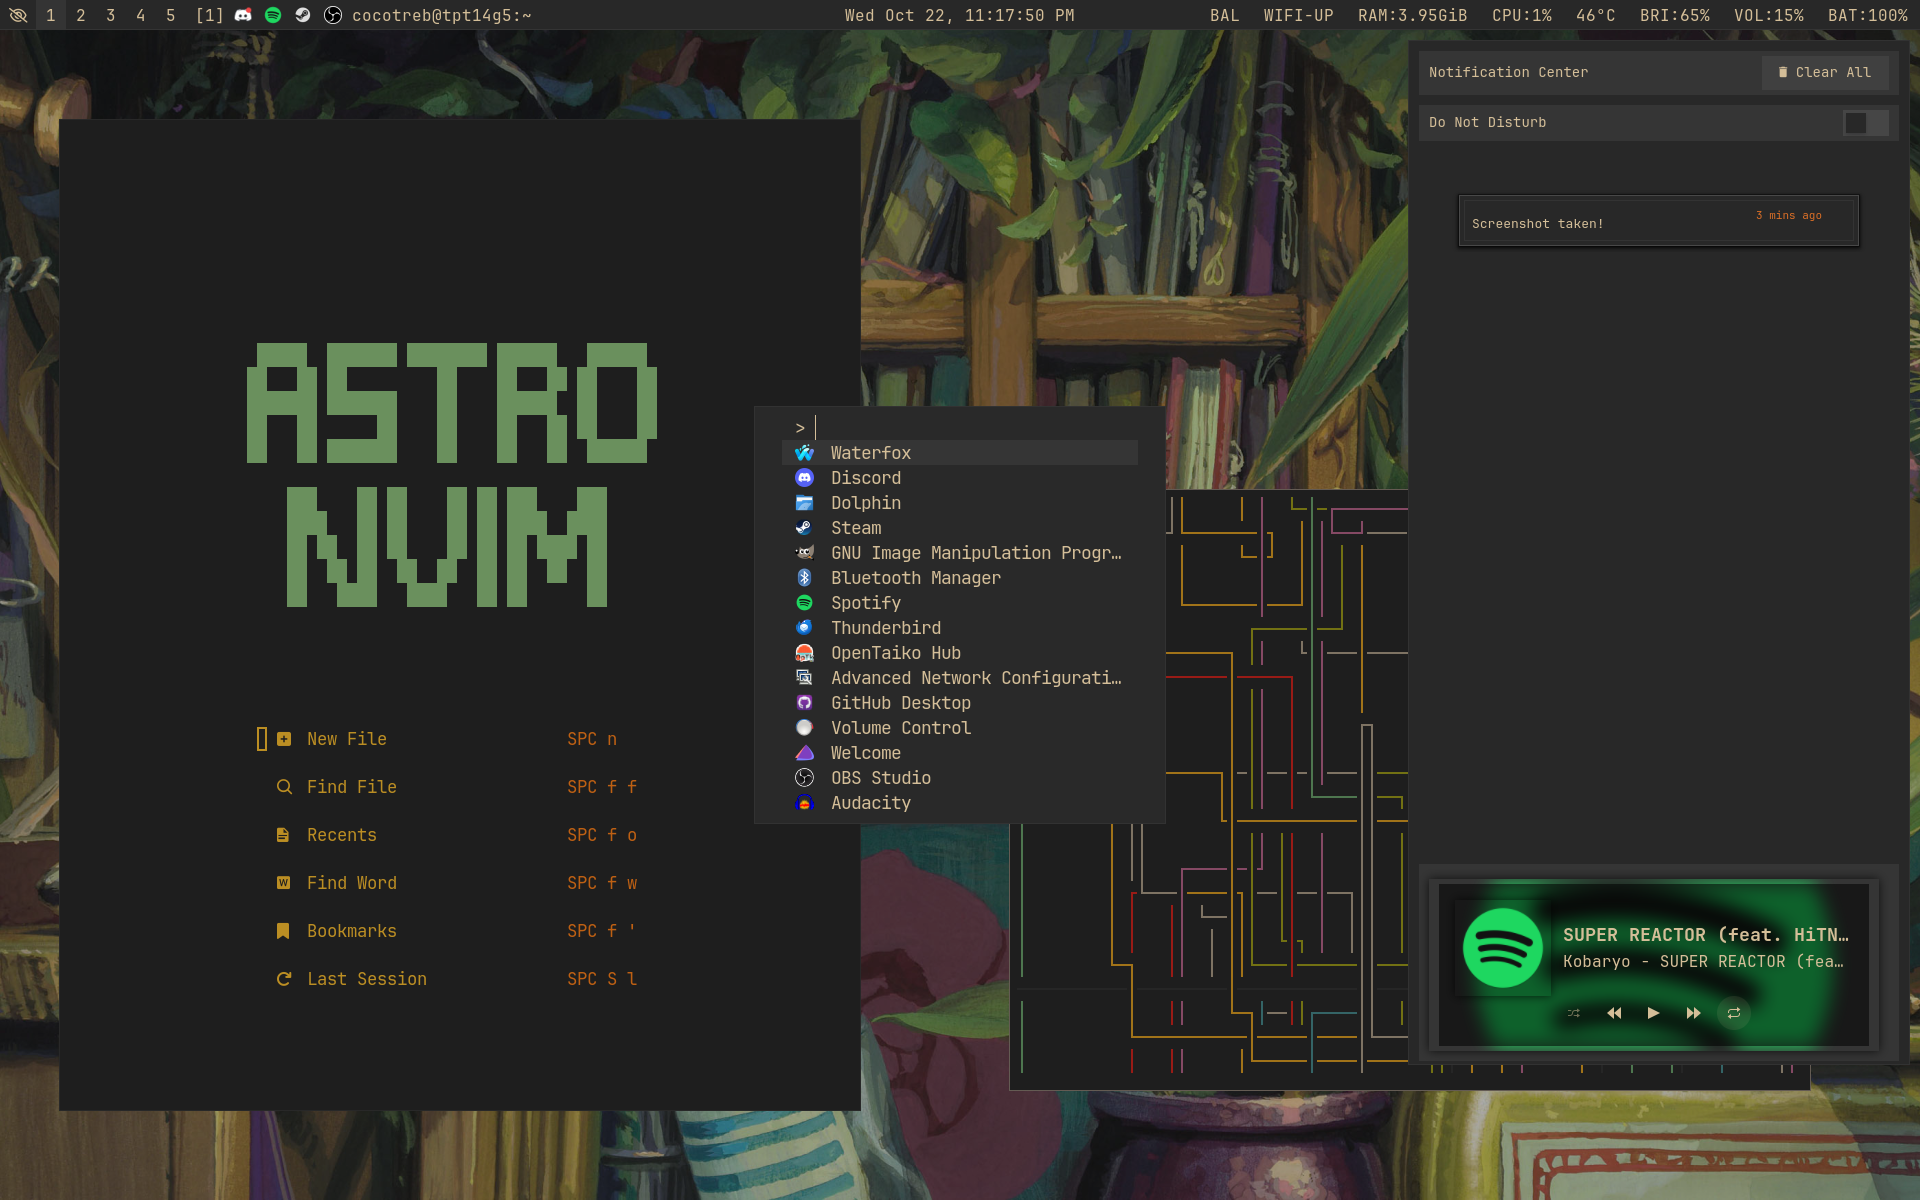 1 2 3 4 5 [1] cocotreb@tpt14g5:~ Wed Oct 22, 11:17:50 PM BAL WIFI-UP RAM:3.95GiB CPU:1% 46°C BRI:65% VOL:15% BAT:100%
ASTRO
NVIM
New File SPC n
Find File SPC f f
Recents SPC f o
Find Word SPC f w
Bookmarks SPC f '
Last Session SPC S l
>
Waterfox
Discord
Dolphin
Steam
GNU Image Manipulation Progr…
Bluetooth Manager
Spotify
Thunderbird
OpenTaiko Hub
Advanced Network Configurati…
GitHub Desktop
Volume Control
Welcome
OBS Studio
Audacity
Notification Center Clear All
Do Not Disturb
3 mins ago
Screenshot taken!
SUPER REACTOR (feat. HiTN…
Kobaryo - SUPER REACTOR (fea…